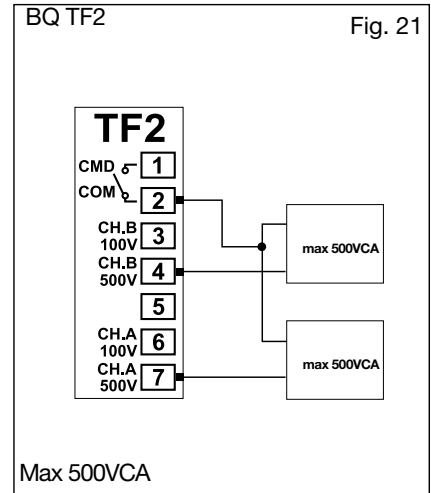 BQ TF2
Fig. 21
TF2
CMD 1
COM 2
CH.B
100V 3
CH.B
500V 4
5
CH.A
100V 6
CH.A
500V 7
max 500VCA
max 500VCA
Max 500VCA